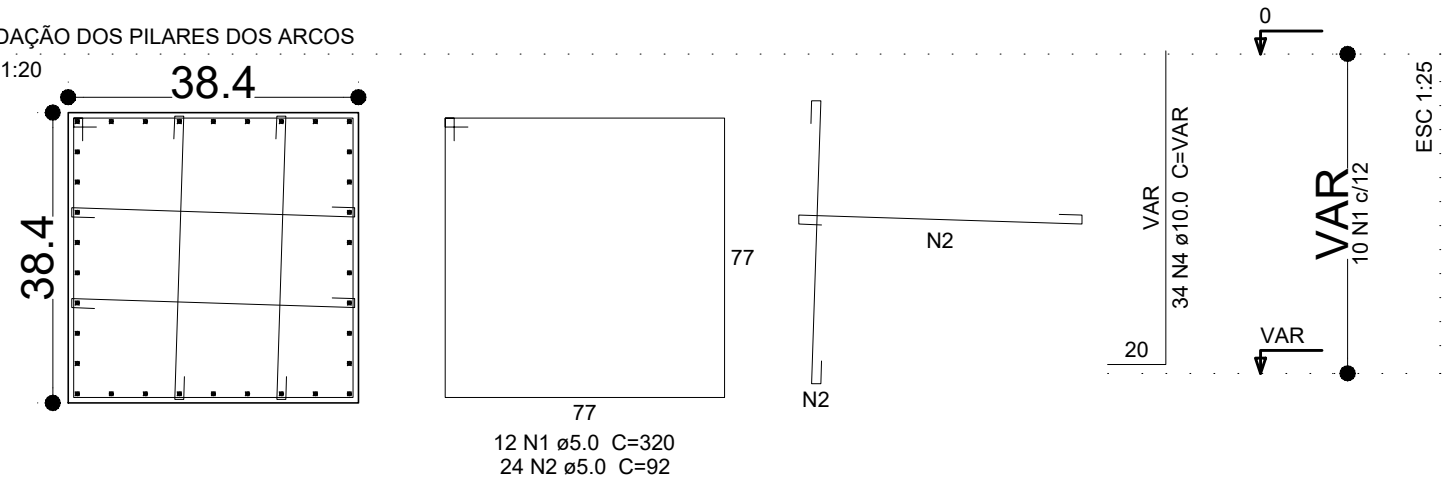 DAÇÃO DOS PILARES DOS ARCOS
1:20
38.4
38.4
77
77
12 N1 ø5.0 C=320
24 N2 ø5.0 C=92
N2
N2
VAR
34 N4 ø10.0 C=VAR
20
0
VAR
10 N1 c/12
VAR
ESC 1:25